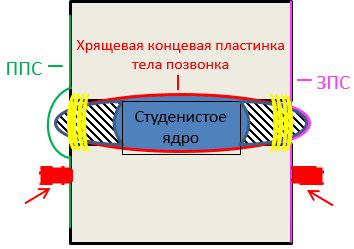 Хрящевая концевая пластинка
тела позвонка
ППС
ЗПС
Студенистое
ядро